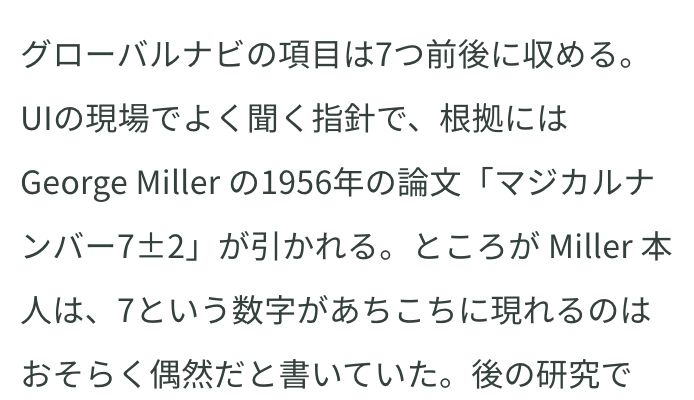 グローバルナビの項目は7つ前後に収める。
UIの現場でよく聞く指針で、根拠には
George Miller の1956年の論文「マジカルナ
ンバー7±2」が引かれる。ところが Miller 本
人は、7という数字があちこちに現れるのは
おそらく偶然だと書いていた。後の研究で